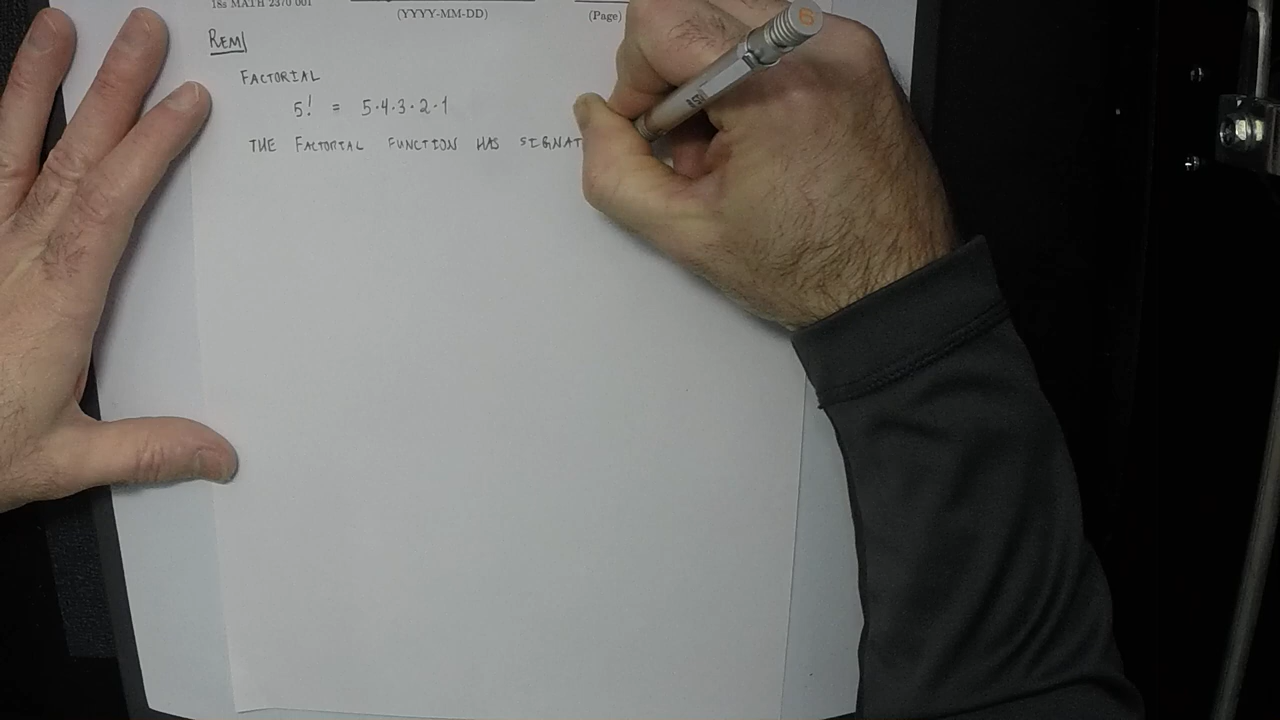 18s MATH 2370 001
(YYYY-MM-DD) (Page)
REM
FACTORIAL
5! = 5·4·3·2·1
THE FACTORIAL FUNCTION HAS SIGNAT
6